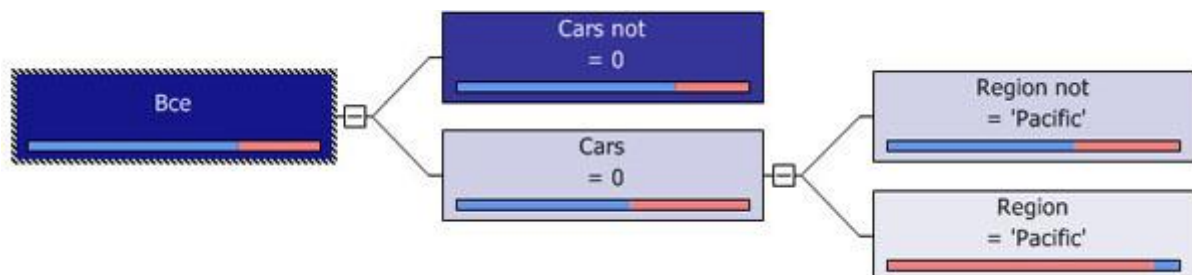 Все
Cars not
= 0
Cars
= 0
Region not
= 'Pacific'
Region
= 'Pacific'